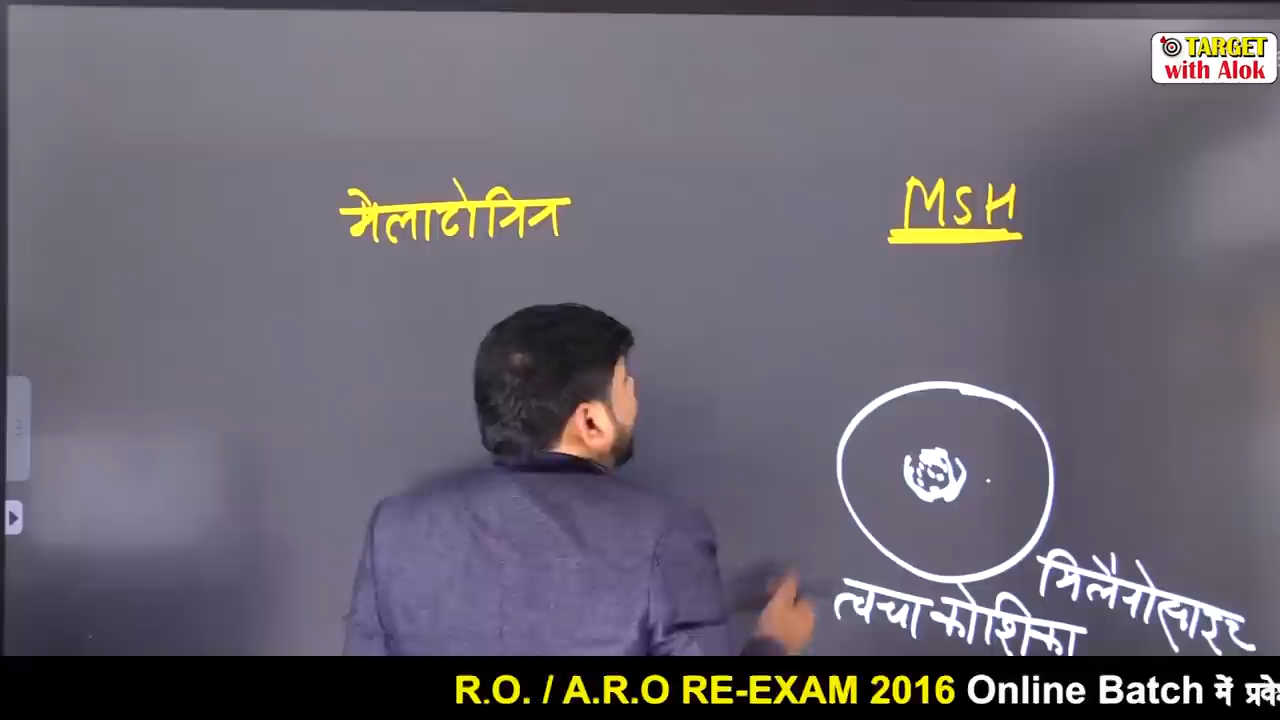 TARGET
with Alok
मैलाटोनिन
MSH
त्वचा कोशिका
R.O. / A.R.O RE-EXAM 2016 Online Batch में